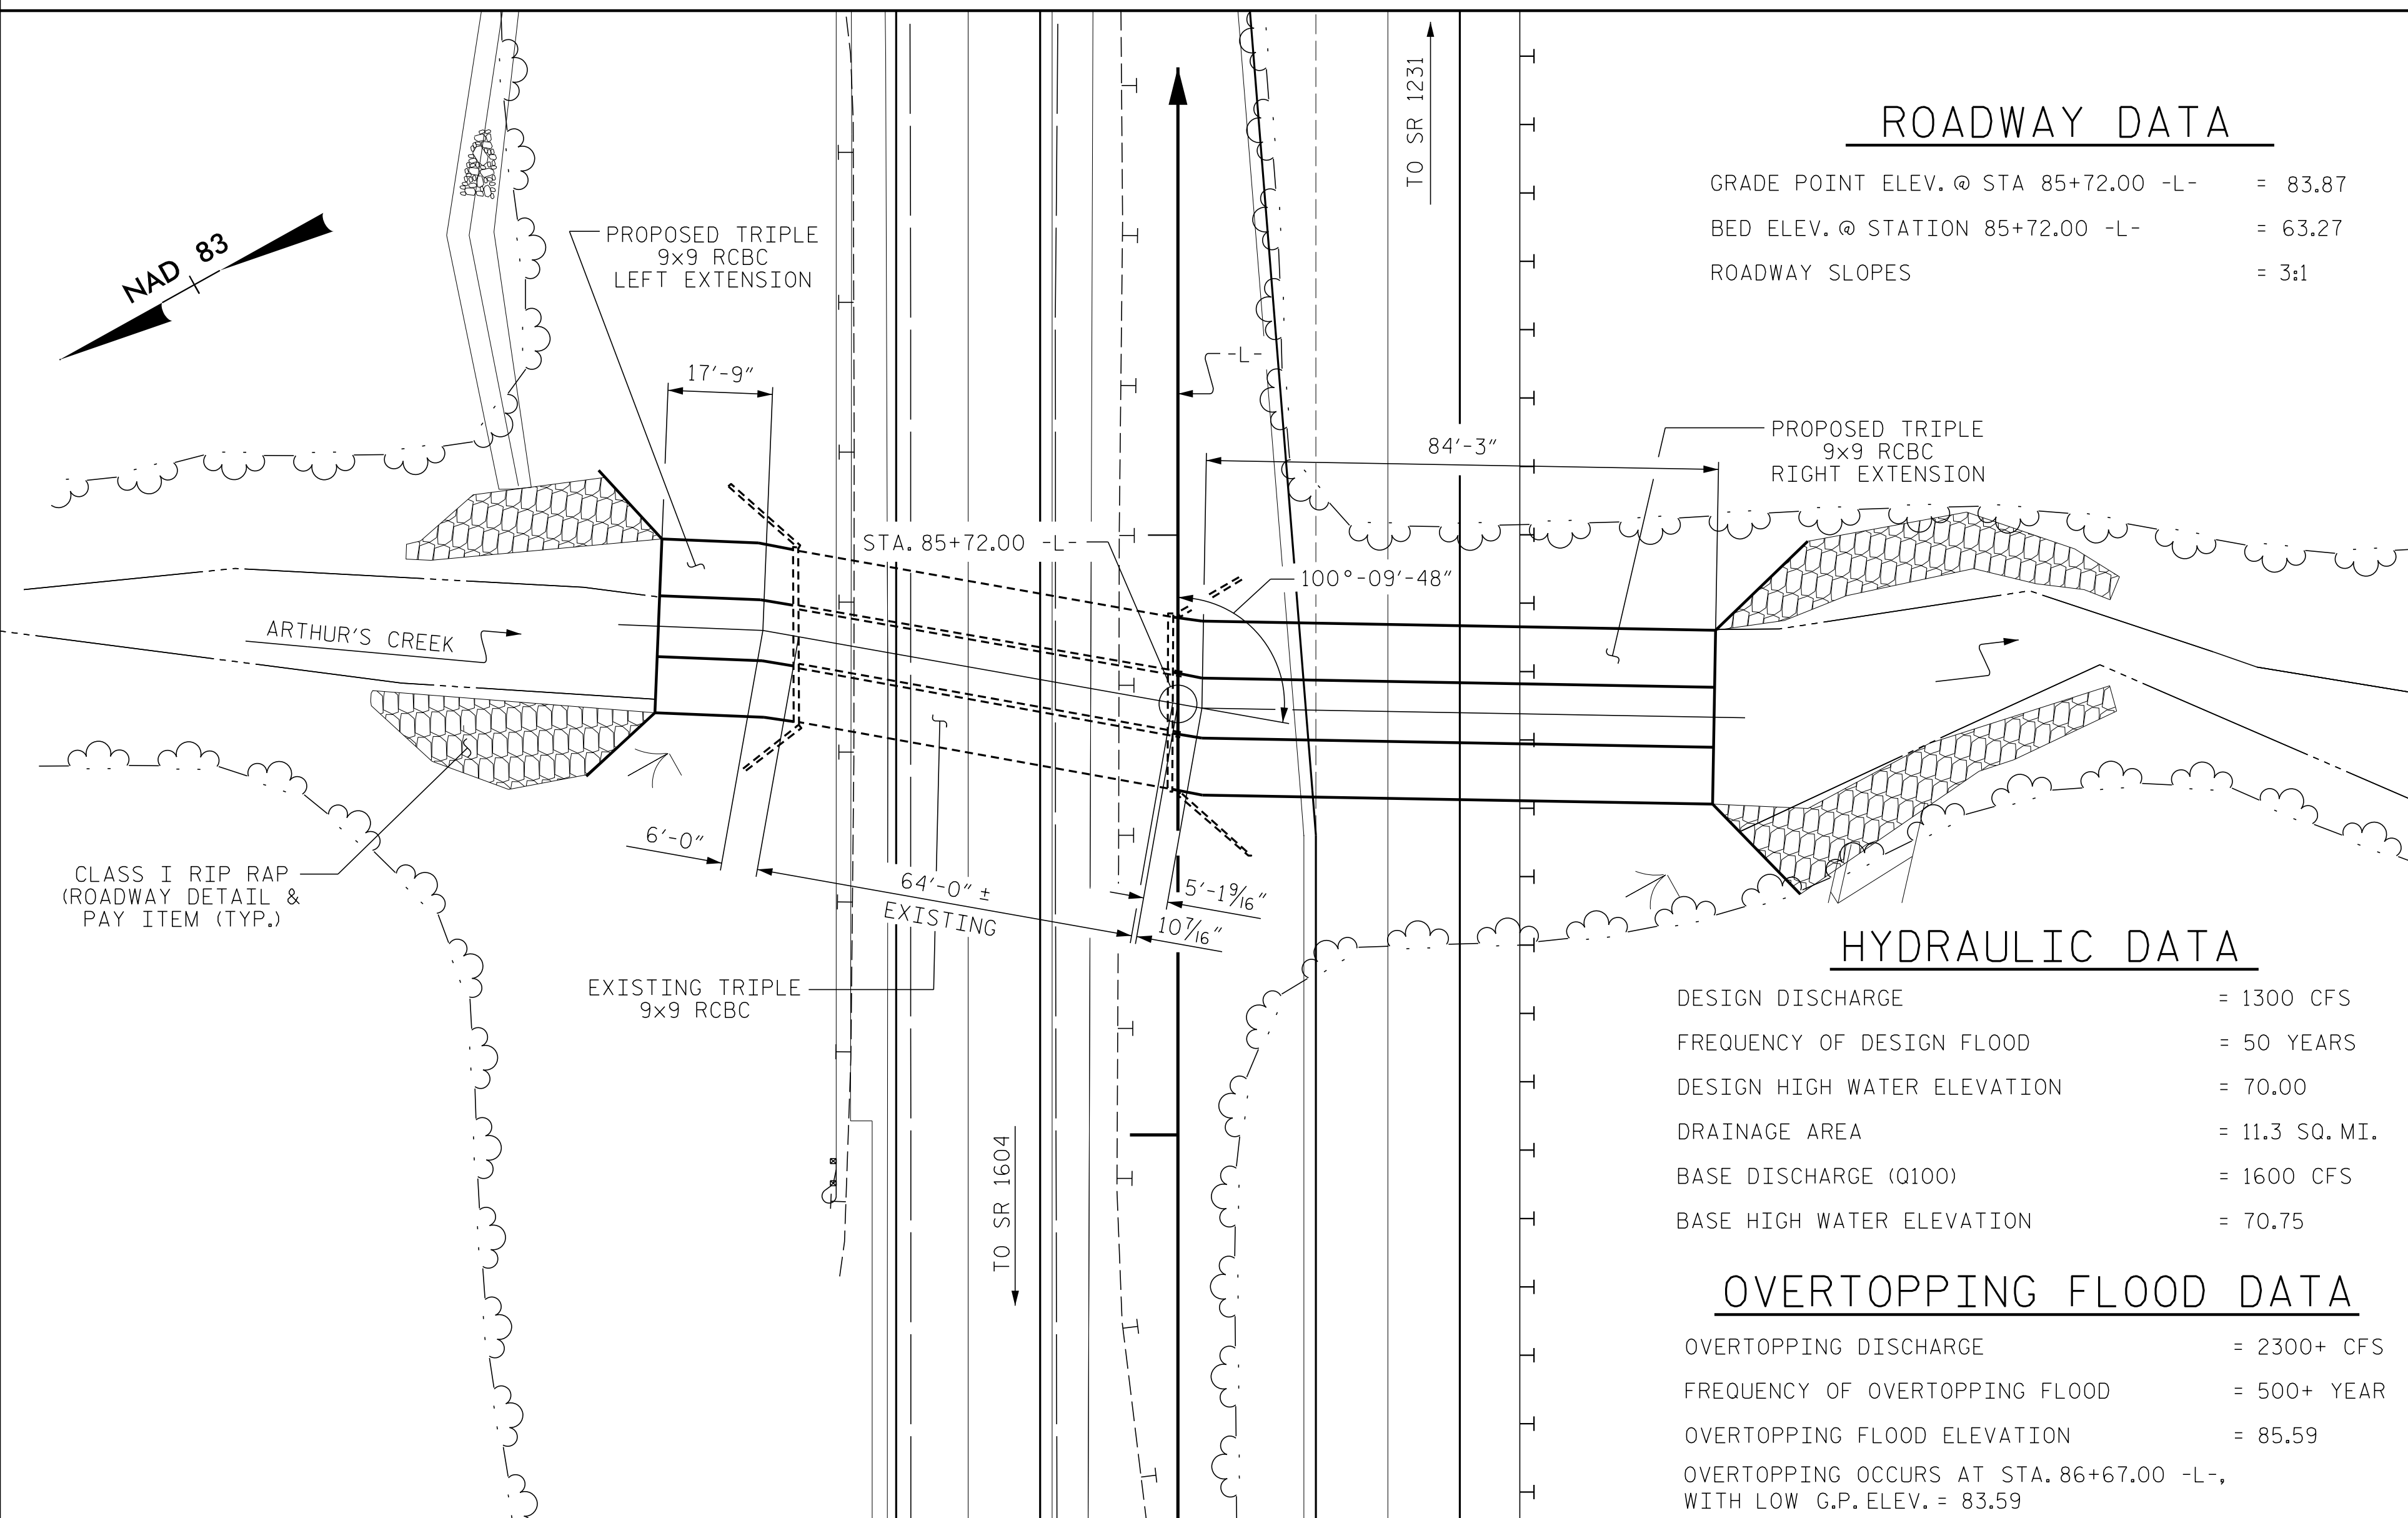 ROADWAY DATA
GRADE POINT ELEV. @ STA 85+72.00 -L- = 83.87
BED ELEV. @ STATION 85+72.00 -L- = 63.27
ROADWAY SLOPES = 3:1
TO SR 1231
NAD 83
PROPOSED TRIPLE
9x9 RCBC
LEFT EXTENSION
-L-
17'-9"
84'-3"
PROPOSED TRIPLE
9x9 RCBC
RIGHT EXTENSION
STA. 85+72.00 -L-
100°-09'-48"
ARTHUR'S CREEK
6'-0"
64'-0" ±
EXISTING
5'-1 9/16"
10 7/16"
CLASS I RIP RAP
(ROADWAY DETAIL &
PAY ITEM (TYP.)
EXISTING TRIPLE
9x9 RCBC
TO SR 1604
HYDRAULIC DATA
DESIGN DISCHARGE = 1300 CFS
FREQUENCY OF DESIGN FLOOD = 50 YEARS
DESIGN HIGH WATER ELEVATION = 70.00
DRAINAGE AREA = 11.3 SQ. MI.
BASE DISCHARGE (Q100) = 1600 CFS
BASE HIGH WATER ELEVATION = 70.75
OVERTOPPING FLOOD DATA
OVERTOPPING DISCHARGE = 2300+ CFS
FREQUENCY OF OVERTOPPING FLOOD = 500+ YEAR
OVERTOPPING FLOOD ELEVATION = 85.59
OVERTOPPING OCCURS AT STA. 86+67.00 -L-,
WITH LOW G.P. ELEV. = 83.59